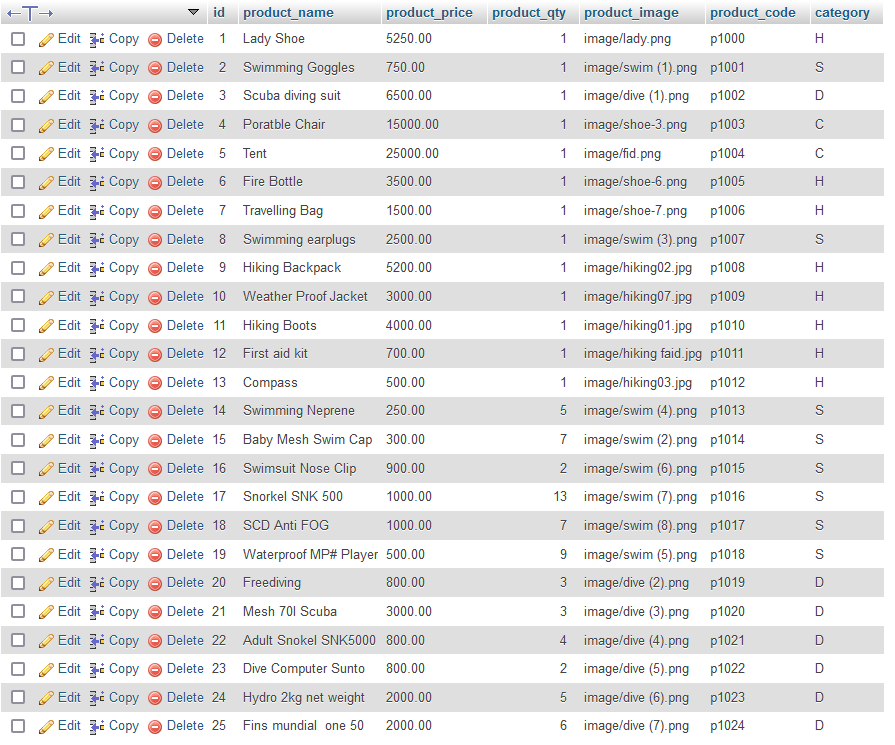 id product_name product_price product_qty product_image product_code category
Edit Copy Delete 1 Lady Shoe 5250.00 1 image/lady.png p1000 H
Edit Copy Delete 2 Swimming Goggles 750.00 1 image/swim (1).png p1001 S
Edit Copy Delete 3 Scuba diving suit 6500.00 1 image/dive (1).png p1002 D
Edit Copy Delete 4 Poratble Chair 15000.00 1 image/shoe-3.png p1003 C
Edit Copy Delete 5 Tent 25000.00 1 image/fid.png p1004 C
Edit Copy Delete 6 Fire Bottle 3500.00 1 image/shoe-6.png p1005 H
Edit Copy Delete 7 Travelling Bag 1500.00 1 image/shoe-7.png p1006 H
Edit Copy Delete 8 Swimming earplugs 2500.00 1 image/swim (3).png p1007 S
Edit Copy Delete 9 Hiking Backpack 5200.00 1 image/hiking02.jpg p1008 H
Edit Copy Delete 10 Weather Proof Jacket 3000.00 1 image/hiking07.jpg p1009 H
Edit Copy Delete 11 Hiking Boots 4000.00 1 image/hiking01.jpg p1010 H
Edit Copy Delete 12 First aid kit 700.00 1 image/hiking faid.jpg p1011 H
Edit Copy Delete 13 Compass 500.00 1 image/hiking03.jpg p1012 H
Edit Copy Delete 14 Swimming Neprene 250.00 5 image/swim (4).png p1013 S
Edit Copy Delete 15 Baby Mesh Swim Cap 300.00 7 image/swim (2).png p1014 S
Edit Copy Delete 16 Swimsuit Nose Clip 900.00 2 image/swim (6).png p1015 S
Edit Copy Delete 17 Snorkel SNK 500 1000.00 13 image/swim (7).png p1016 S
Edit Copy Delete 18 SCD Anti FOG 1000.00 7 image/swim (8).png p1017 S
Edit Copy Delete 19 Waterproof MP# Player 500.00 9 image/swim (5).png p1018 S
Edit Copy Delete 20 Freediving 800.00 3 image/dive (2).png p1019 D
Edit Copy Delete 21 Mesh 70l Scuba 3000.00 3 image/dive (3).png p1020 D
Edit Copy Delete 22 Adult Snokel SNK5000 800.00 4 image/dive (4).png p1021 D
Edit Copy Delete 23 Dive Computer Sunto 800.00 2 image/dive (5).png p1022 D
Edit Copy Delete 24 Hydro 2kg net weight 2000.00 5 image/dive (6).png p1023 D
Edit Copy Delete 25 Fins mundial one 50 2000.00 6 image/dive (7).png p1024 D